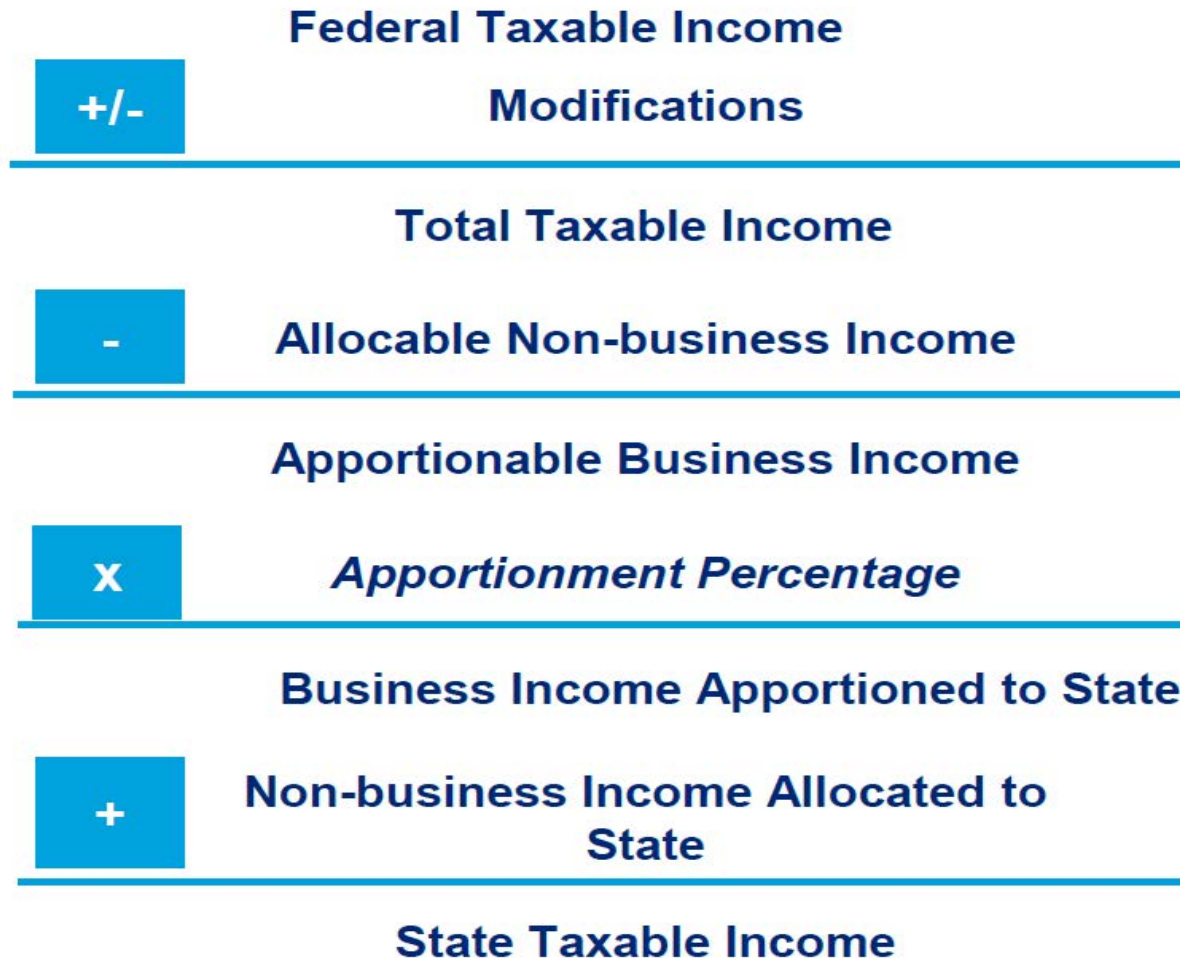 Federal Taxable Income
+/- Modifications
Total Taxable Income
- Allocable Non-business Income
Apportionable Business Income
x Apportionment Percentage
Business Income Apportioned to State
+ Non-business Income Allocated to
State
State Taxable Income